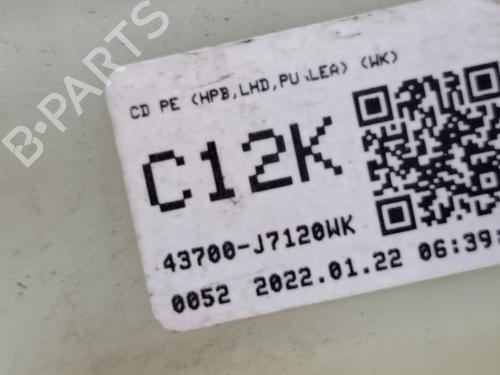 CD PE (HPB,LHD,PU,LEA) (WK)
C12K
43700-J7120WK
0052 2022.01.22 06:39:
B-PARTS